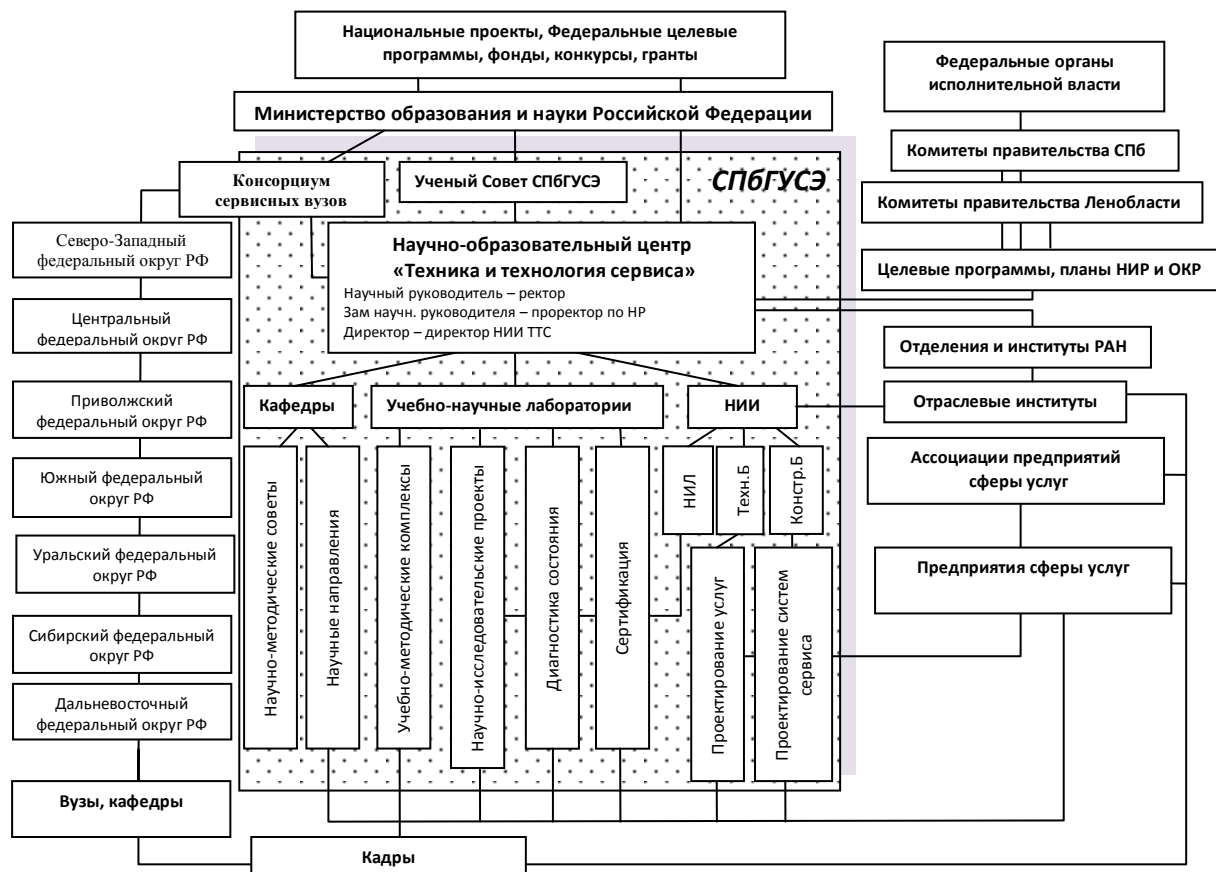 Национальные проекты, Федеральные целевые
программы, фонды, конкурсы, гранты
Федеральные органы
исполнительной власти
Министерство образования и науки Российской Федерации
Комитеты правительства СПб
Консорциум
сервисных вузов
Ученый Совет СПбГУСЭ
СПбГУСЭ
Комитеты правительства Ленобласти
Северо-Западный
федеральный округ РФ
Научно-образовательный центр
«Техника и технология сервиса»
Научный руководитель – ректор
Зам научн. руководителя – проректор по НР
Директор – директор НИИ ТТС
Целевые программы, планы НИР и ОКР
Центральный
федеральный округ РФ
Отделения и институты РАН
Приволжский
федеральный округ РФ
Кафедры
Учебно-научные лаборатории
НИИ
Отраслевые институты
Южный федеральный
округ РФ
Ассоциации предприятий
сферы услуг
Уральский федеральный
округ РФ
Предприятия сферы услуг
Сибирский федеральный
округ РФ
Дальневосточный
федеральный округ РФ
Научно-методические советы
Научные направления
Учебно-методические комплексы
Научно-исследовательские проекты
Диагностика состояния
Сертификация
НИЛ
Техн.Б
Констр.Б
Проектирование услуг
Проектирование систем
сервиса
Вузы, кафедры
Кадры